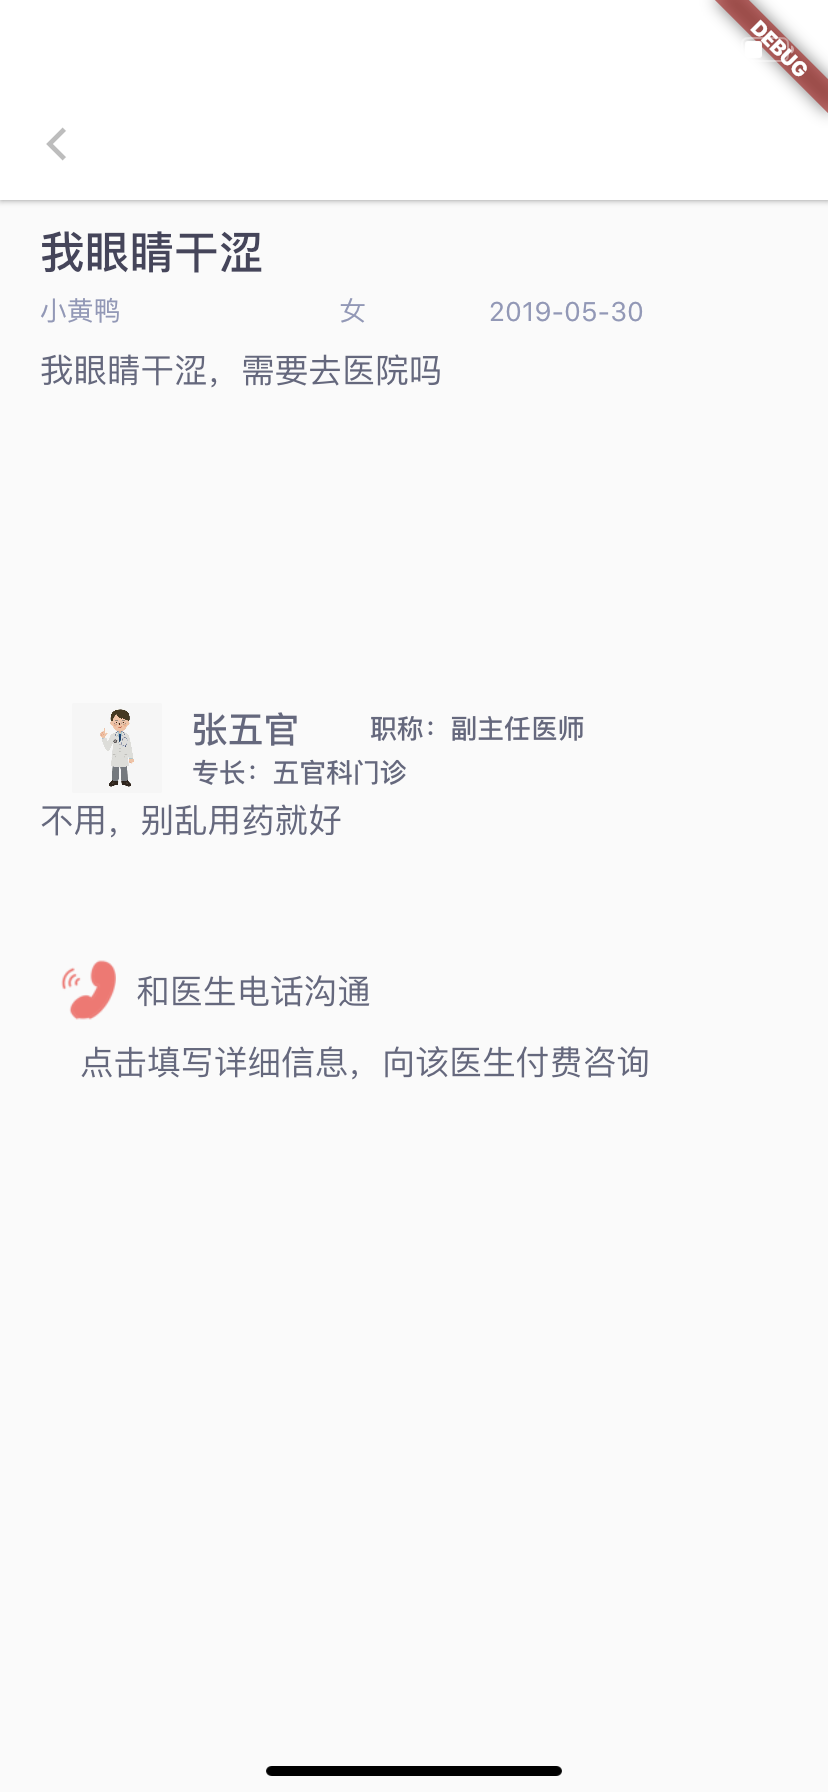 DEBUG
我眼睛干涩
小黄鸭 女 2019-05-30
我眼睛干涩，需要去医院吗
张五官 职称：副主任医师
专长：五官科门诊
不用，别乱用药就好
和医生电话沟通
点击填写详细信息，向该医生付费咨询